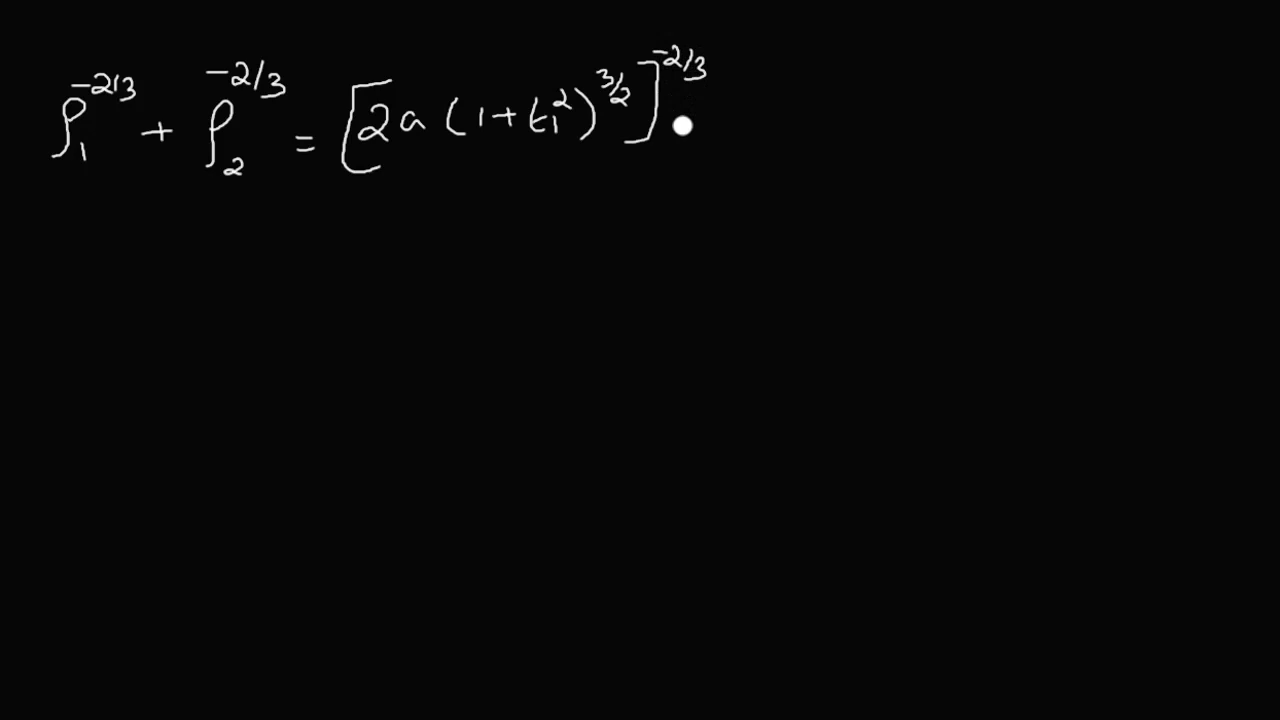 ρ₁^{-2/3} + ρ₂^{-2/3} = [2a(1+t₁²)^{3/2}]^{-2/3}